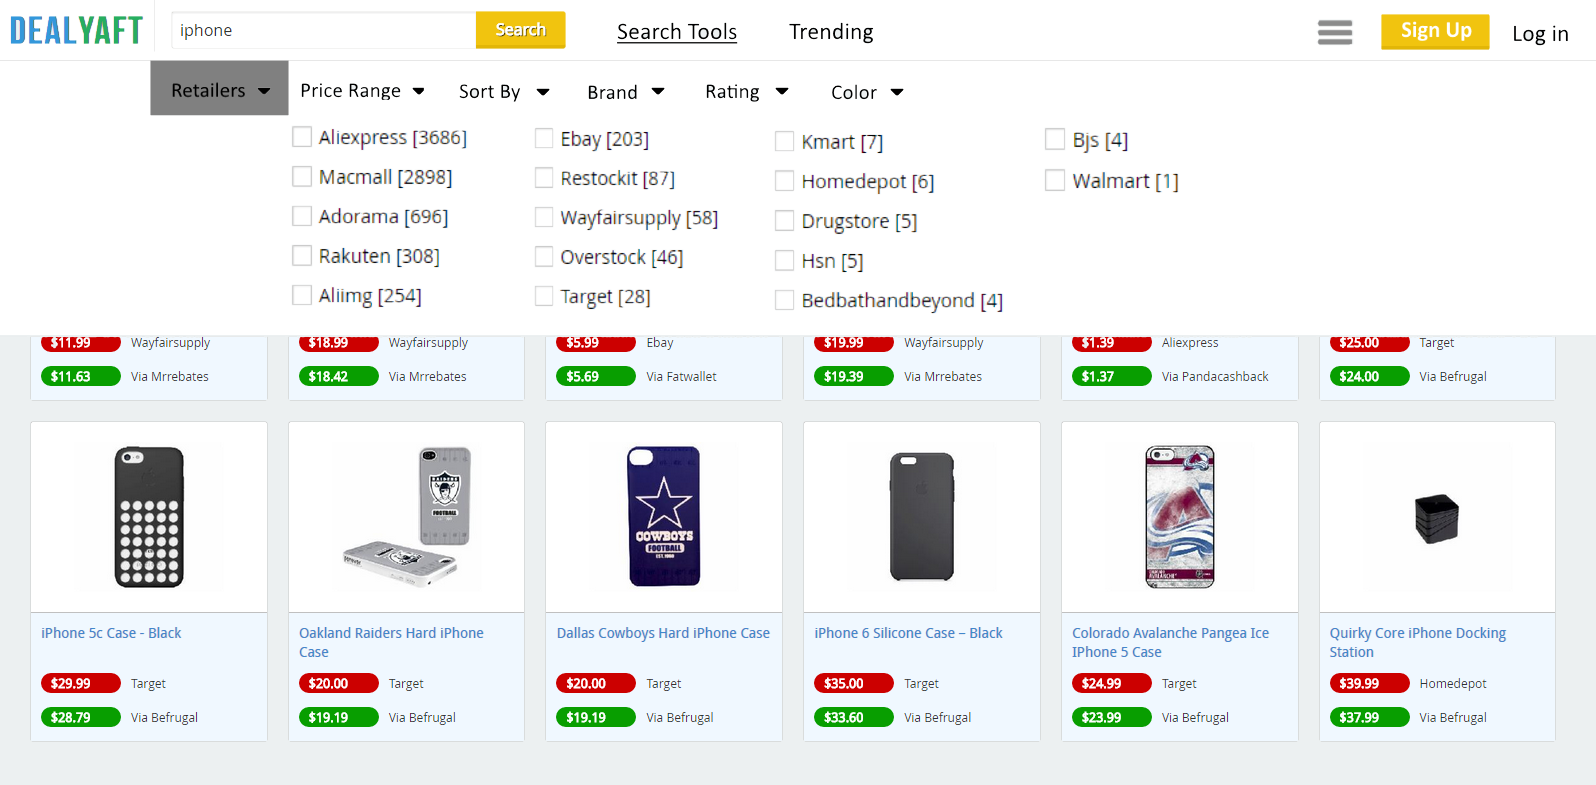 DEALYAFT
iphone
Search
Search Tools
Trending
Sign Up
Log in
Retailers
Price Range
Sort By
Brand
Rating
Color
Aliexpress [3686]
Macmall [2898]
Adorama [696]
Rakuten [308]
Aliimg [254]
Ebay [203]
Restockit [87]
Wayfairsupply [58]
Overstock [46]
Target [28]
Kmart [7]
Homedepot [6]
Drugstore [5]
Hsn [5]
Bedbathandbeyond [4]
Bjs [4]
Walmart [1]
$11.99 Wayfairsupply
$11.63 Via Mrrebates
$18.99 Wayfairsupply
$18.42 Via Mrrebates
$5.99 Ebay
$5.69 Via Fatwallet
$19.99 Wayfairsupply
$19.39 Via Mrrebates
$1.39 Aliexpress
$1.37 Via Pandacashback
$25.00 Target
$24.00 Via Befrugal
iPhone 5c Case - Black
$29.99 Target
$28.79 Via Befrugal
RAIDERS
FOOTBALL
Oakland Raiders Hard iPhone
Case
$20.00 Target
$19.19 Via Befrugal
COWBOYS
FOOTBALL
EST. 1960
Dallas Cowboys Hard iPhone Case
$20.00 Target
$19.19 Via Befrugal
iPhone 6 Silicone Case – Black
$35.00 Target
$33.60 Via Befrugal
AVALANCHE
Colorado Avalanche Pangea Ice
IPhone 5 Case
$24.99 Target
$23.99 Via Befrugal
Quirky Core iPhone Docking
Station
$39.99 Homedepot
$37.99 Via Befrugal